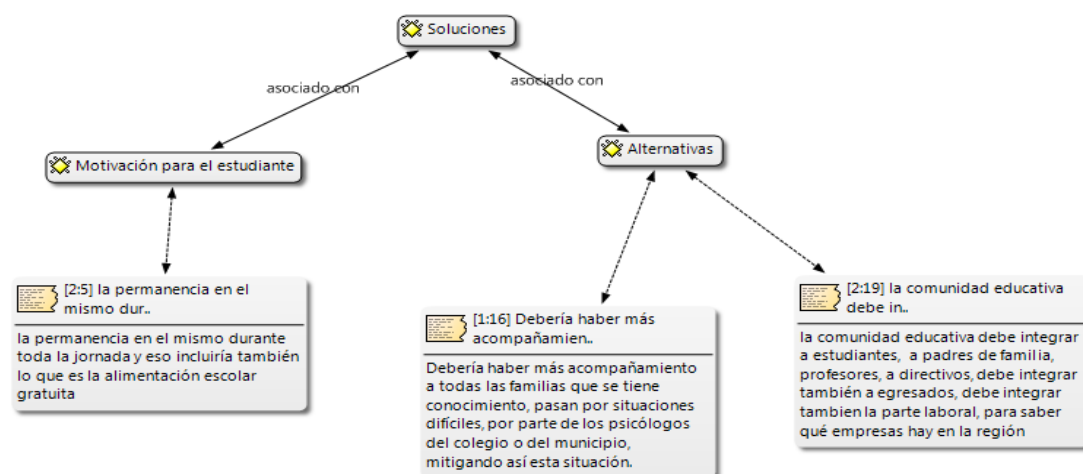 Soluciones
asociado con
asociado con
Motivación para el estudiante
Alternativas
[2:5] la permanencia en el
mismo dur..
la permanencia en el mismo durante
toda la jornada y eso incluiría también
lo que es la alimentación escolar
gratuita
[1:16] Debería haber más
acompañamien..
Debería haber más acompañamiento
a todas las familias que se tiene
conocimiento, pasan por situaciones
difíciles, por parte de los psicólogos
del colegio o del municipio,
mitigando así esta situación.
[2:19] la comunidad educativa
debe in..
la comunidad educativa debe integrar
a estudiantes, a padres de familia,
profesores, a directivos, debe integrar
también a egresados, debe integrar
tambien la parte laboral, para saber
qué empresas hay en la región